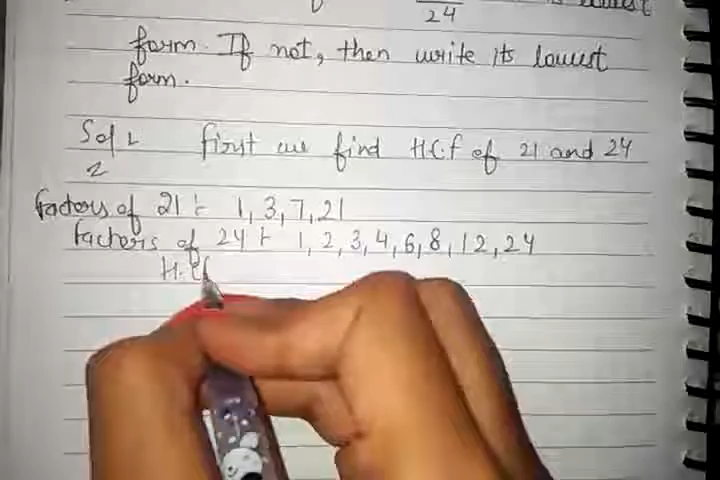 24
form. If not, then write its lowest
form.
Sol
First we find H.C.f of 21 and 24
2
Factors of 21 :- 1, 3, 7, 21
Factors of 24 :- 1, 2, 3, 4, 6, 8, 12, 24
H.C